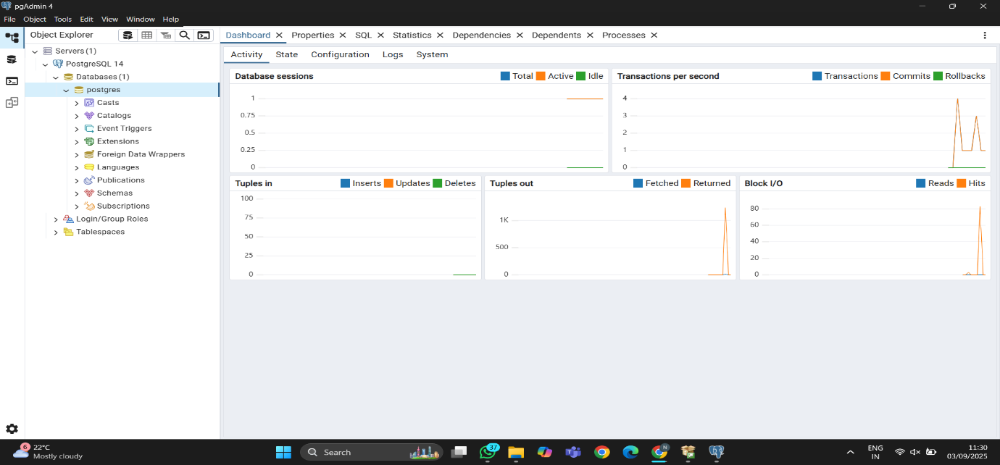 pgAdmin 4
File Object Tools Edit View Window Help
Object Explorer
Dashboard Properties SQL Statistics Dependencies Dependents Processes
Servers (1)
PostgreSQL 14
Databases (1)
postgres
Casts
Catalogs
Event Triggers
Extensions
Foreign Data Wrappers
Languages
Publications
Schemas
Subscriptions
Login/Group Roles
Tablespaces
Activity State Configuration Logs System
Database sessions Total Active Idle
1
0.75
0.5
0.25
0
Transactions per second Transactions Commits Rollbacks
4
3
2
1
0
Tuples in Inserts Updates Deletes
100
75
50
25
0
Tuples out Fetched Returned
1K
500
0
Block I/O Reads Hits
80
60
40
20
0
6
22°C
Mostly cloudy
Search
37
N
ENG
IN
11:30
03/09/2025